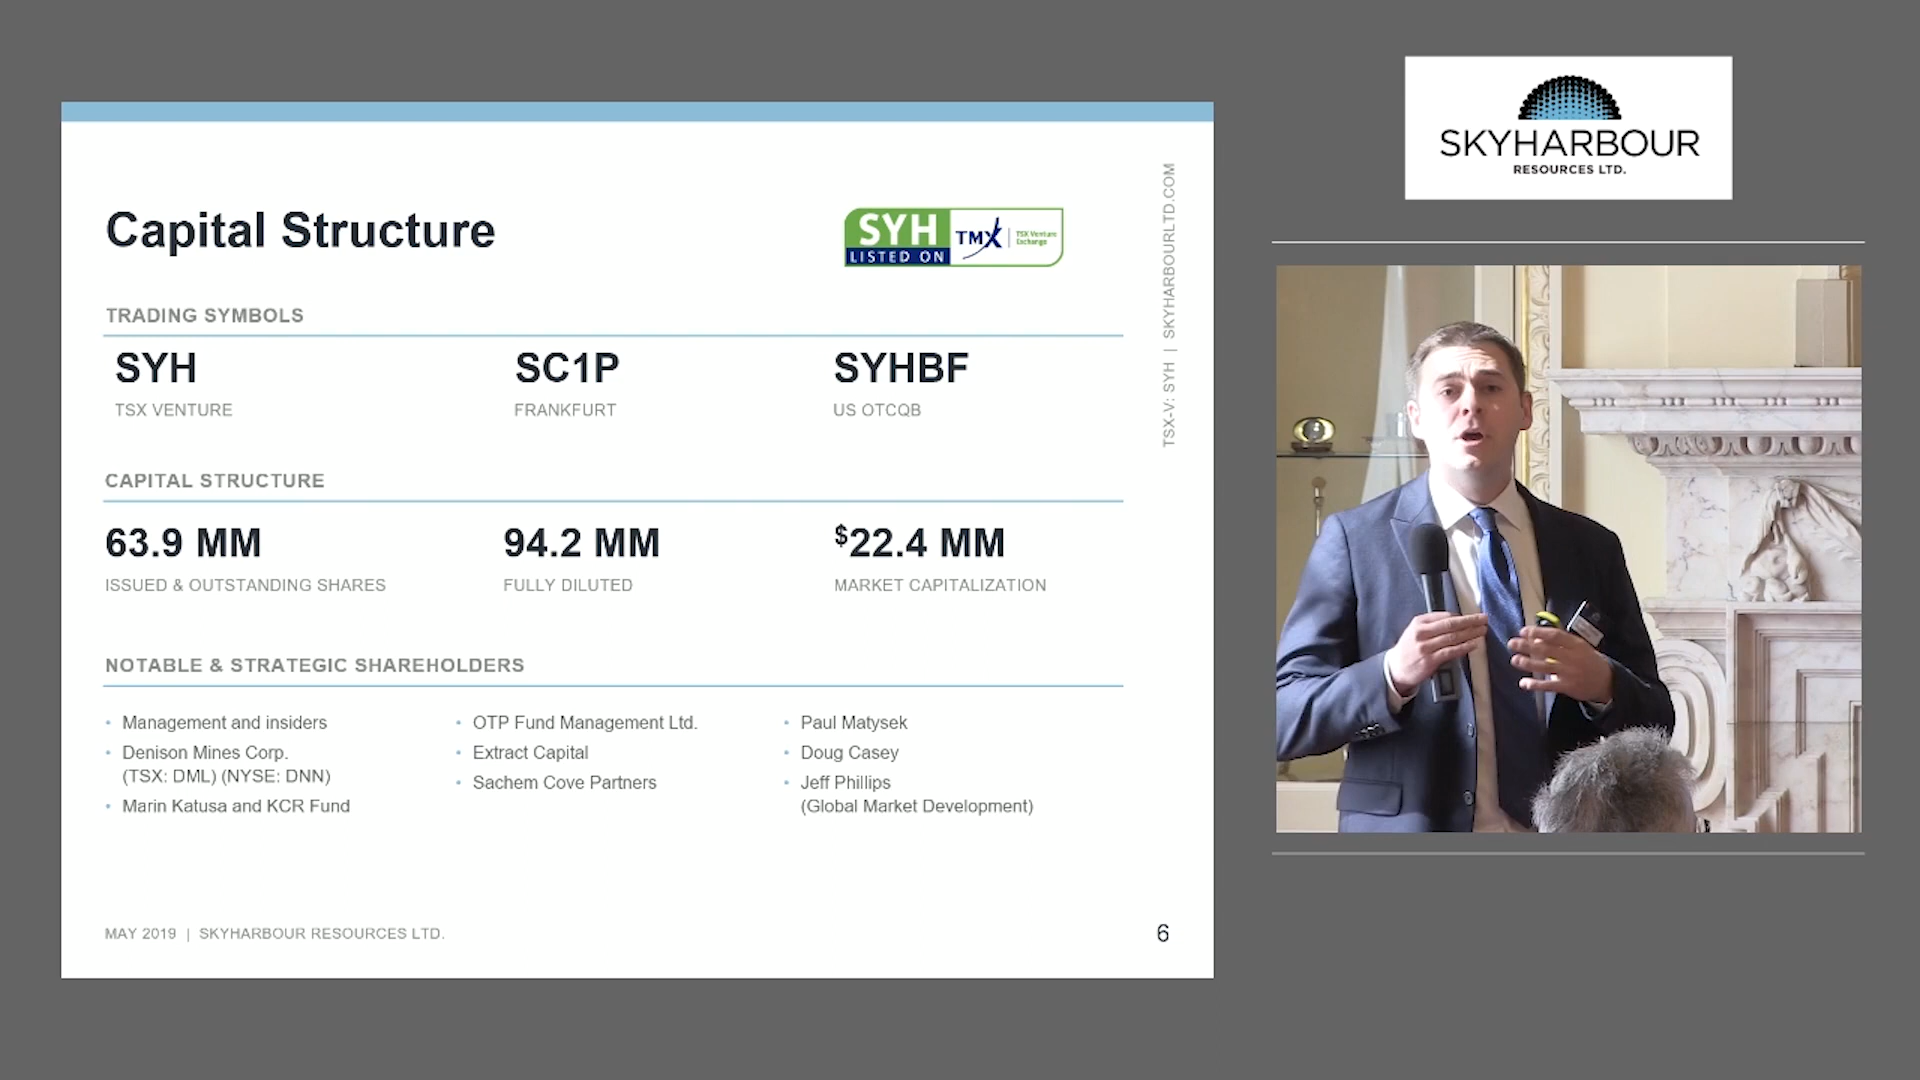 Capital Structure
SYH
LISTED ON
TMX
TSX Venture
Exchange
TSX-V: SYH | SKYHARBOURLTD.COM
TRADING SYMBOLS
SYH
TSX VENTURE
SC1P
FRANKFURT
SYHBF
US OTCQB
CAPITAL STRUCTURE
63.9 MM
ISSUED & OUTSTANDING SHARES
94.2 MM
FULLY DILUTED
$22.4 MM
MARKET CAPITALIZATION
NOTABLE & STRATEGIC SHAREHOLDERS
• Management and insiders
• Denison Mines Corp.
(TSX: DML) (NYSE: DNN)
• Marin Katusa and KCR Fund
• OTP Fund Management Ltd.
• Extract Capital
• Sachem Cove Partners
• Paul Matysek
• Doug Casey
• Jeff Phillips
(Global Market Development)
MAY 2019 | SKYHARBOUR RESOURCES LTD.
6
SKYHARBOUR
RESOURCES LTD.